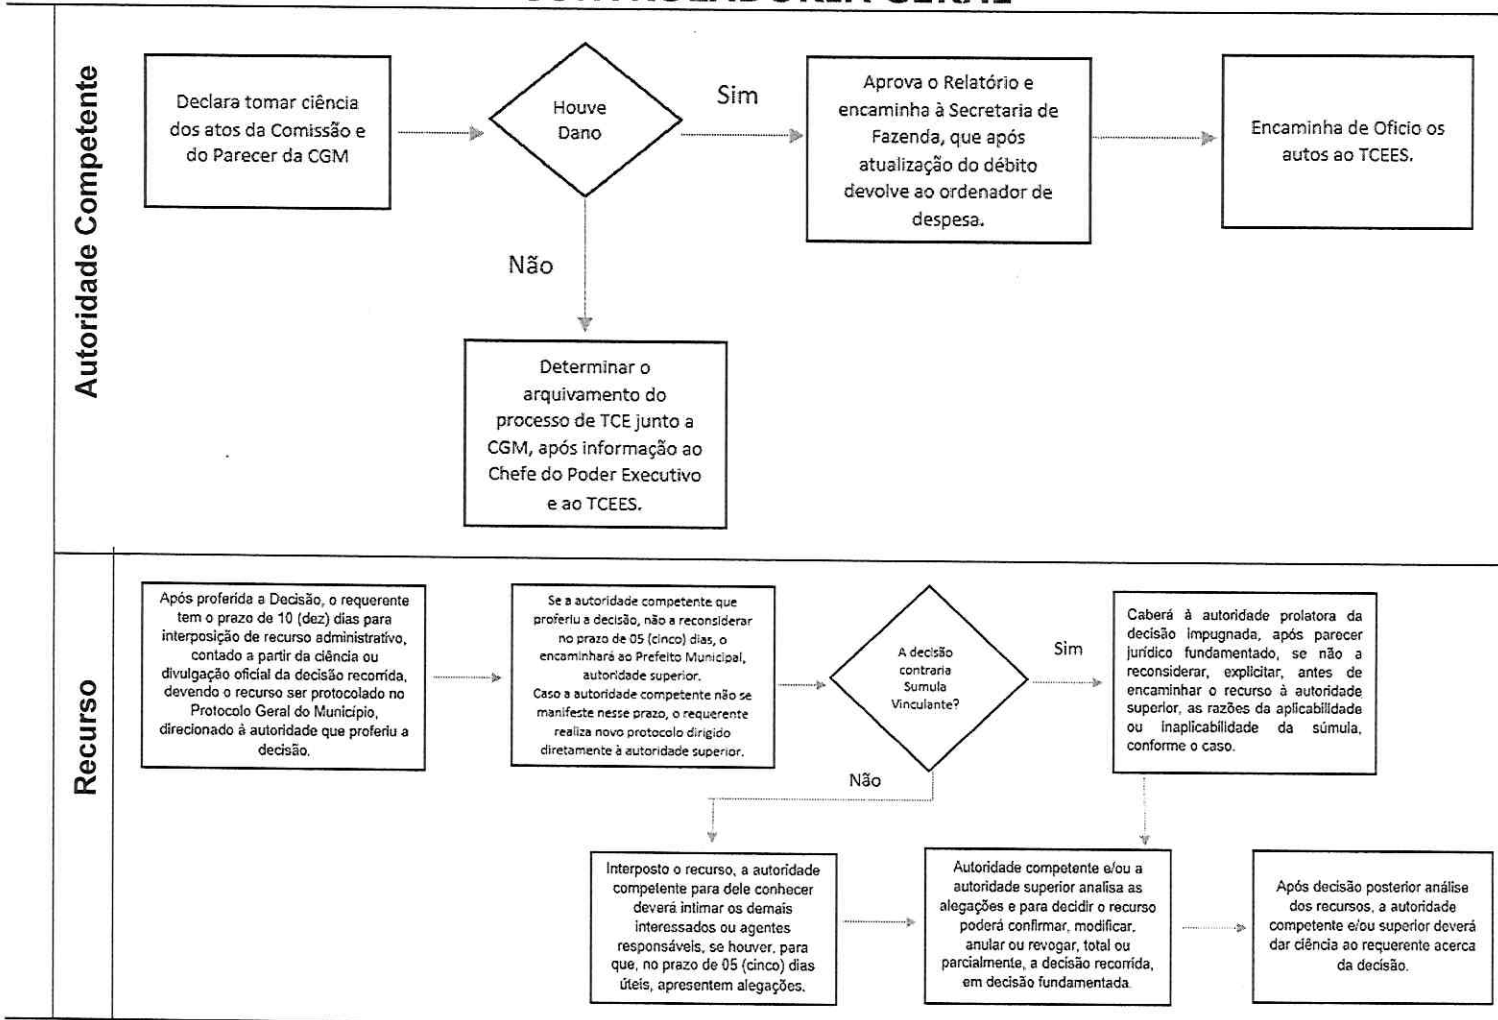 CONTROLADORIA GERAL
Autoridade Competente
Declara tomar ciência
dos atos da Comissão e
do Parecer da CGM
Houve
Dano
Sim
Aprova o Relatório e
encaminha à Secretaria de
Fazenda, que após
atualização do débito
devolve ao ordenador de
despesa.
Encaminha de Oficio os
autos ao TCEES.
Não
Determinar o
arquivamento do
processo de TCE junto a
CGM, após informação ao
Chefe do Poder Executivo
e ao TCEES.
Recurso
Após proferida a Decisão, o requerente
tem o prazo de 10 (dez) dias para
interposição de recurso administrativo,
contado a partir da ciência ou
divulgação oficial da decisão recorrida,
devendo o recurso ser protocolado no
Protocolo Geral do Município,
direcionado à autoridade que proferiu a
decisão.
Se a autoridade competente que
proferiu a decisão, não a reconsiderar
no prazo de 05 (cinco) dias, o
encaminhará ao Prefeito Municipal,
autoridade superior.
Caso a autoridade competente não se
manifeste nesse prazo, o requerente
realiza novo protocolo dirigido
diretamente à autoridade superior.
A decisão
contraria
Sumula
Vinculante?
Sim
Caberá à autoridade prolatora da
decisão impugnada, após parecer
jurídico fundamentado, se não a
reconsiderar, explicitar, antes de
encaminhar o recurso à autoridade
superior, as razões da aplicabilidade
ou inaplicabilidade da súmula,
conforme o caso.
Não
Interposto o recurso, a autoridade
competente para dele conhecer
deverá intimar os demais
interessados ou agentes
responsáveis, se houver, para
que, no prazo de 05 (cinco) dias
úteis, apresentem alegações.
Autoridade competente e/ou a
autoridade superior analisa as
alegações e para decidir o recurso
poderá confirmar, modificar,
anular ou revogar, total ou
parcialmente, a decisão recorrida,
em decisão fundamentada.
Após decisão posterior análise
dos recursos, a autoridade
competente e/ou superior deverá
dar ciência ao requerente acerca
da decisão.